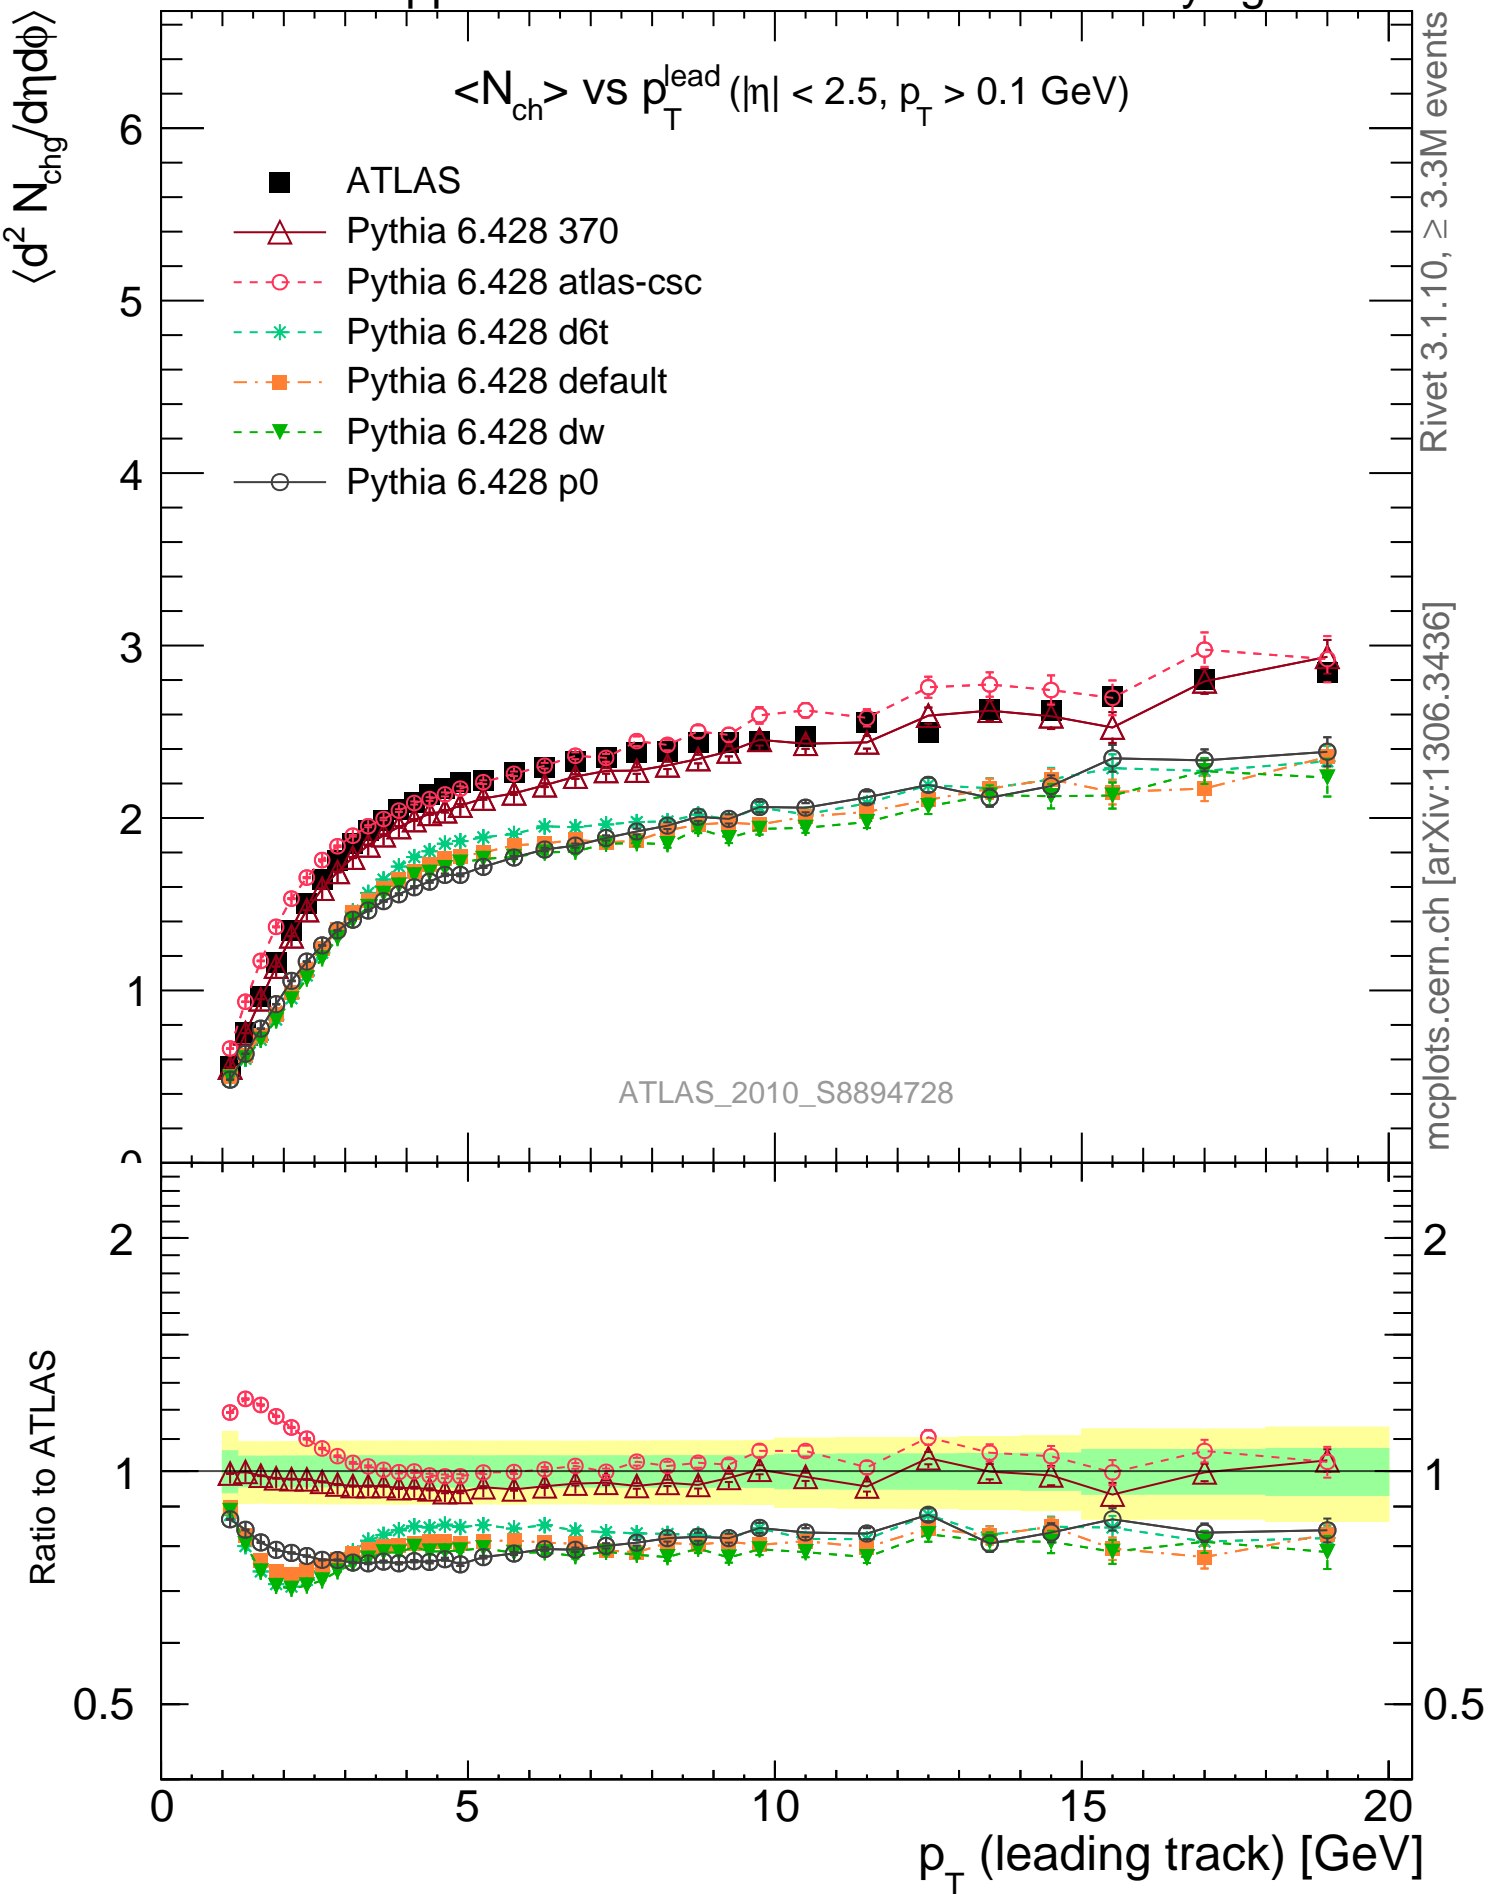 ⟨d² N_chg/dηdϕ⟩
<N_ch> vs p_T^lead (|η| < 2.5, p_T > 0.1 GeV)
ATLAS
Pythia 6.428 370
Pythia 6.428 atlas-csc
Pythia 6.428 d6t
Pythia 6.428 default
Pythia 6.428 dw
Pythia 6.428 p0
6
5
4
3
2
1
0
ATLAS_2010_S8894728
Rivet 3.1.10, ≥ 3.3M events
mcplots.cern.ch [arXiv:1306.3436]
Ratio to ATLAS
2
1
0.5
2
1
0.5
0 5 10 15 20
p_T (leading track) [GeV]